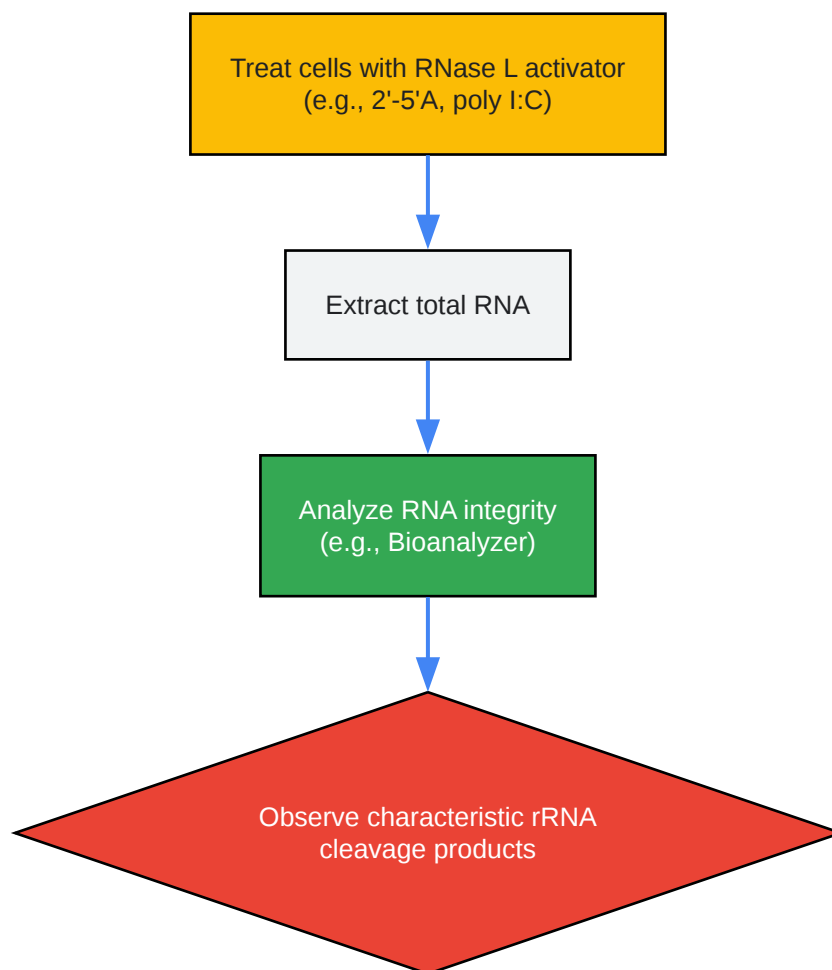 Treat cells with RNase L activator
(e.g., 2'-5'A, poly I:C)
Extract total RNA
Analyze RNA integrity
(e.g., Bioanalyzer)
Observe characteristic rRNA
cleavage products